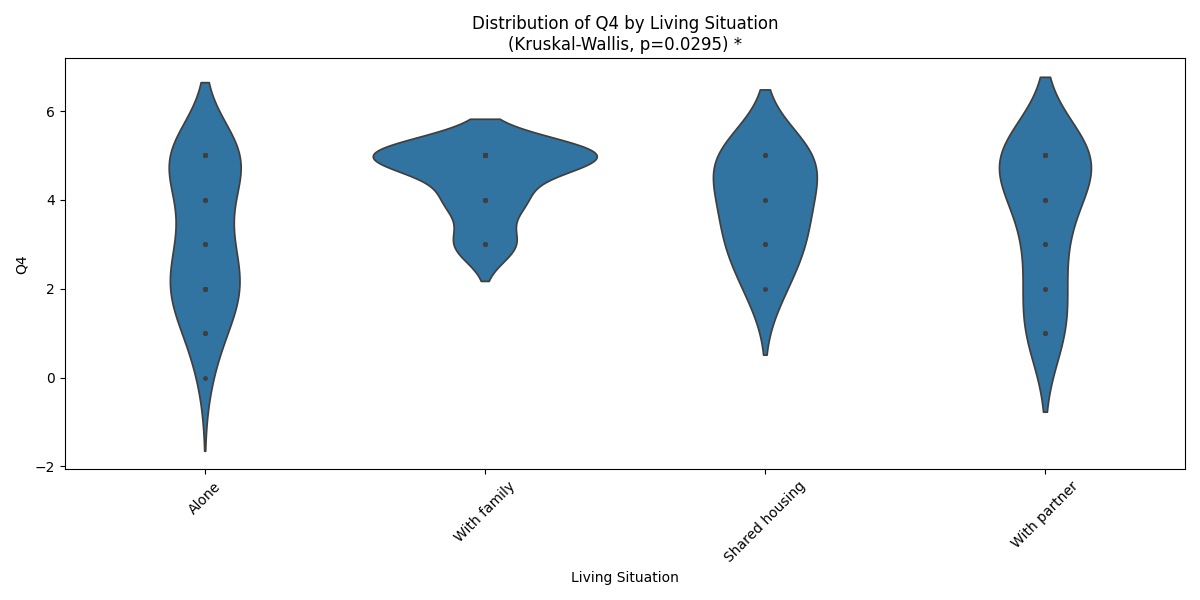 Distribution of Q4 by Living Situation
(Kruskal-Wallis, p=0.0295) *
Q4
6
4
2
0
−2
Alone
With family
Shared housing
With partner
Living Situation